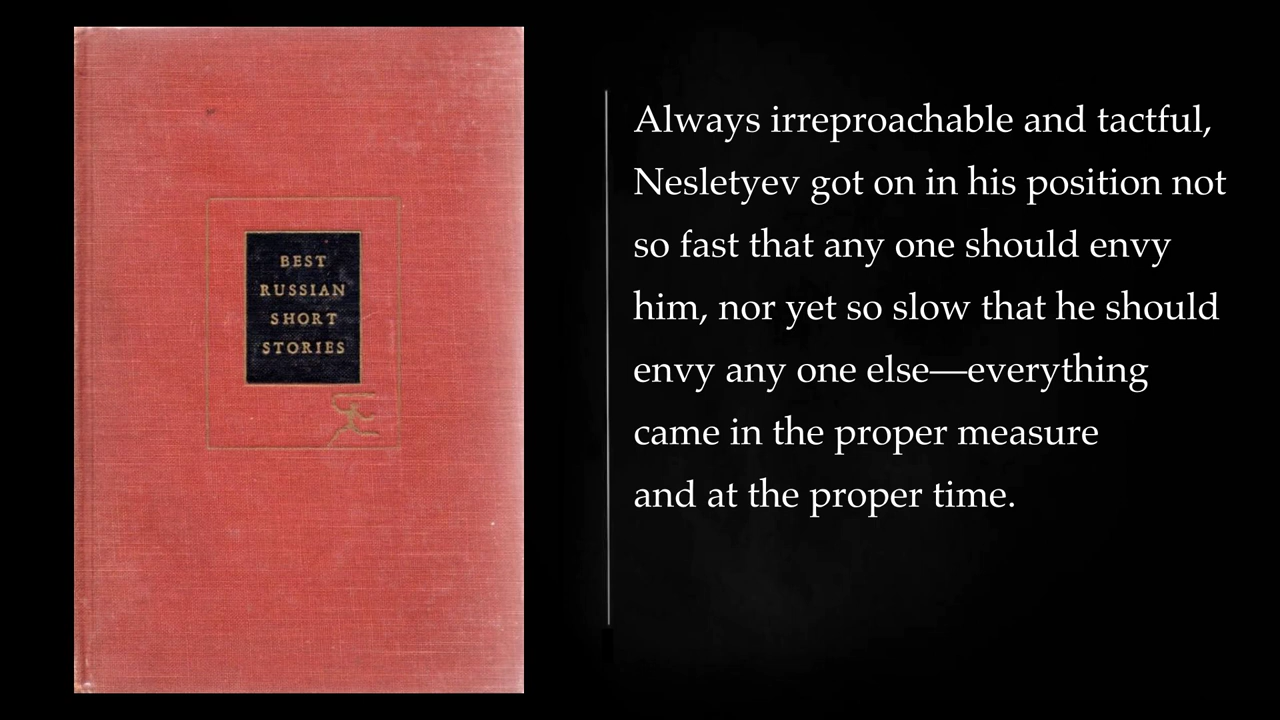 BEST
RUSSIAN
SHORT
STORIES
Always irreproachable and tactful,
Nesletyev got on in his position not
so fast that any one should envy
him, nor yet so slow that he should
envy any one else—everything
came in the proper measure
and at the proper time.